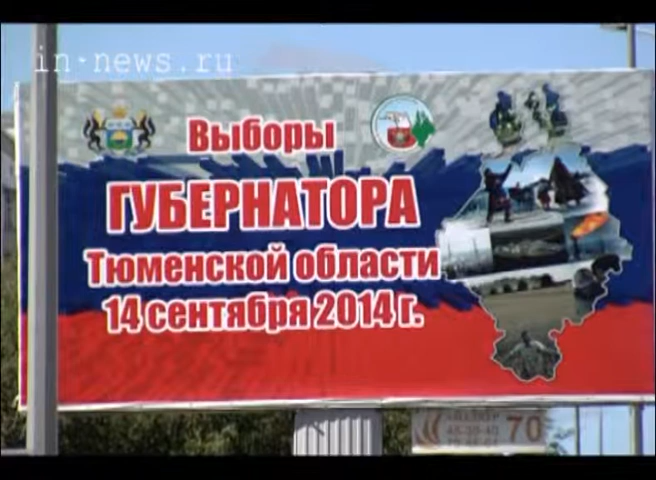 in-news.ru
Выборы
ГУБЕРНАТОРА
Тюменской области
14 сентября 2014 г.
70